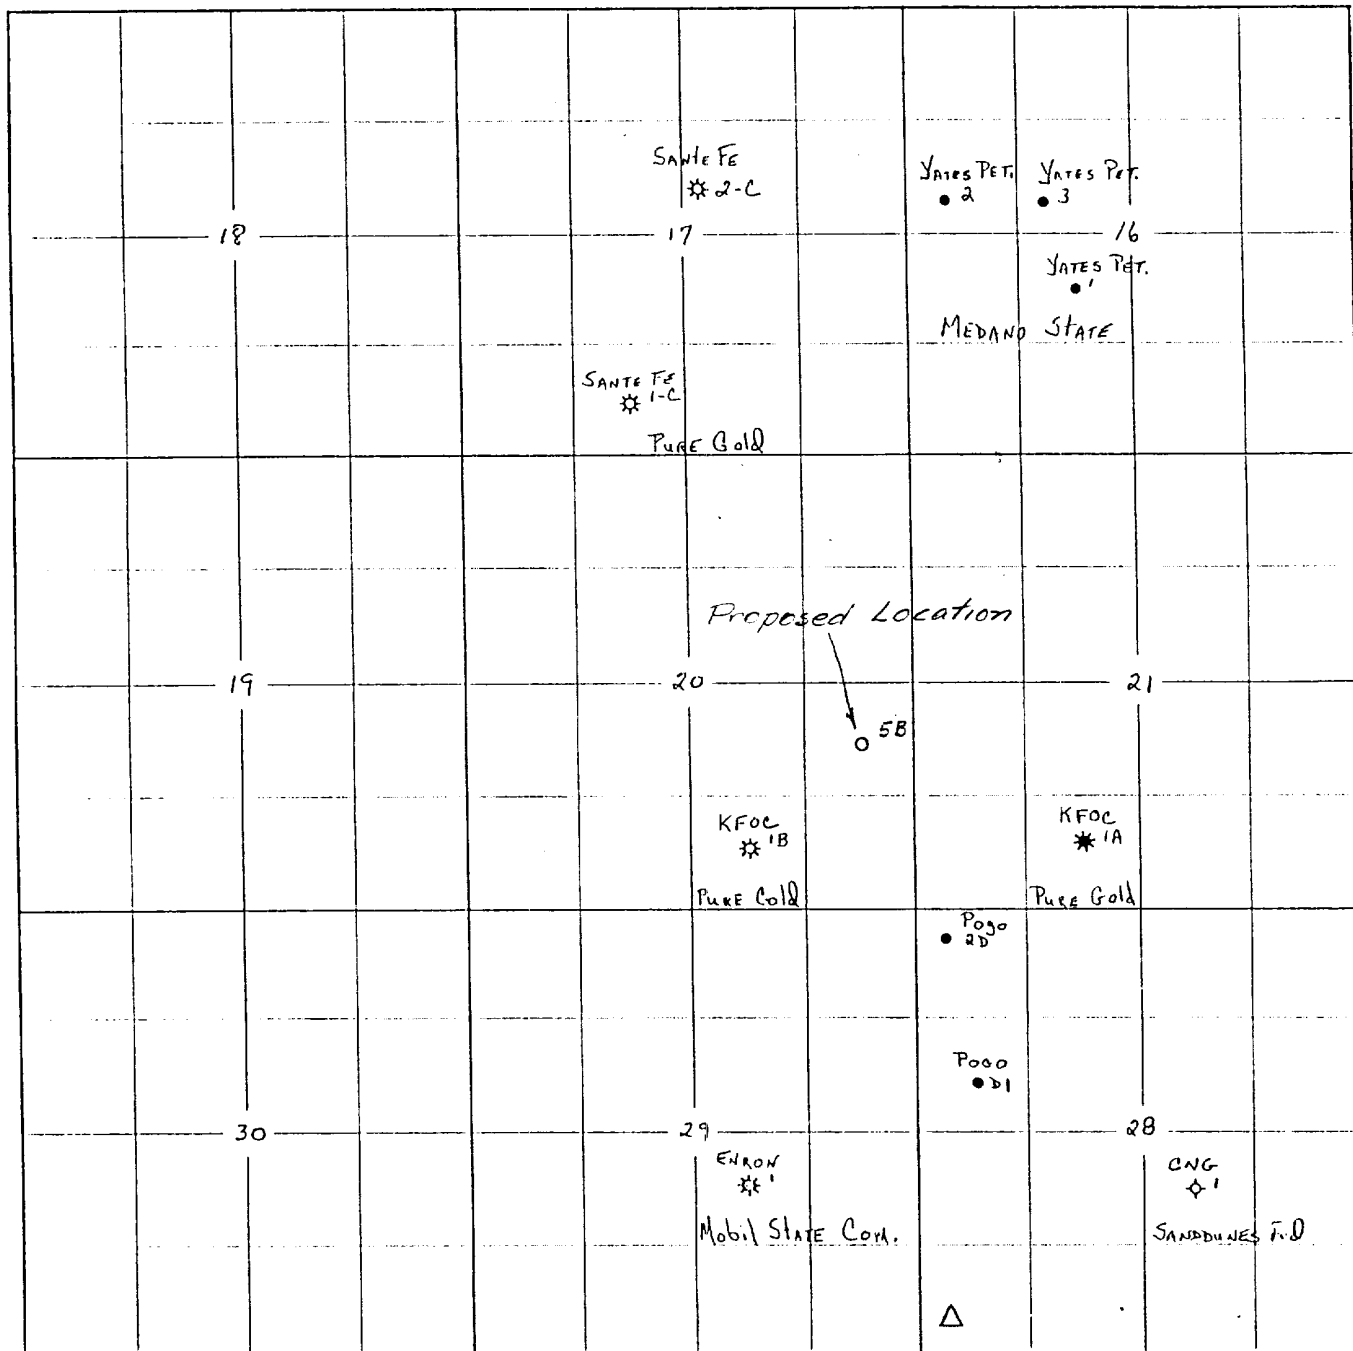 SANTE FE
2-C
YATES PET.
2
YATES PET.
3
18
17
16
YATES PET.
1
MEDANO STATE
SANTE FE
1-C
PURE Gold
Proposed Location
19
20
21
5B
KFOC
1B
KFOC
1A
PURE Gold
PURE Gold
Pogo
2D
Pogo
D1
30
29
28
ENRON
1
CNG
1
Mobil STATE Com.
SANDDUNES Fed